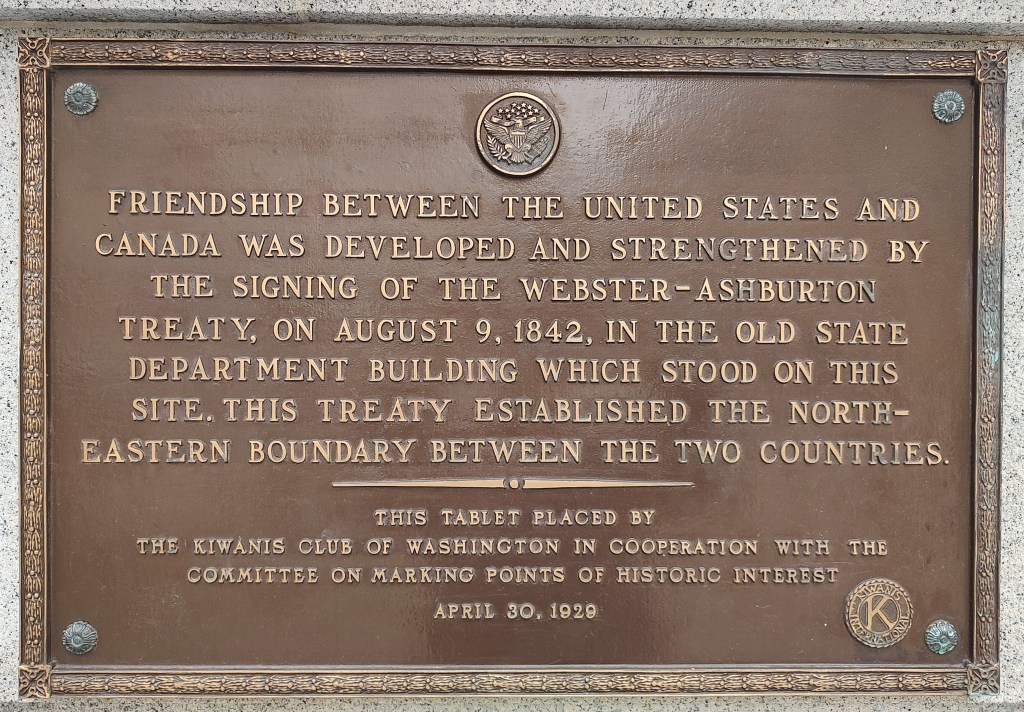 FRIENDSHIP BETWEEN THE UNITED STATES AND
CANADA WAS DEVELOPED AND STRENGTHENED BY
THE SIGNING OF THE WEBSTER-ASHBURTON
TREATY, ON AUGUST 9, 1842, IN THE OLD STATE
DEPARTMENT BUILDING WHICH STOOD ON THIS
SITE. THIS TREATY ESTABLISHED THE NORTH-
EASTERN BOUNDARY BETWEEN THE TWO COUNTRIES.
THIS TABLET PLACED BY
THE KIWANIS CLUB OF WASHINGTON IN COOPERATION WITH THE
COMMITTEE ON MARKING POINTS OF HISTORIC INTEREST
APRIL 30, 1929
KIWANIS
K
INTERNATIONAL